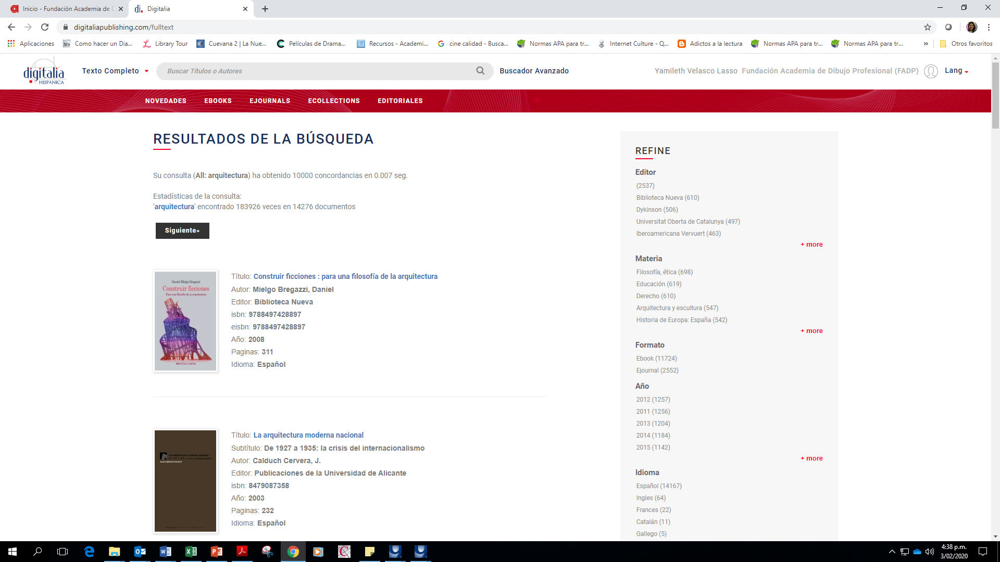 Inicio - Fundación Academia de D
Digitalia
digitaliapublishing.com/fulltext
Aplicaciones
Como hacer un Dia...
Library Tour
Cuevana 2 | La Nue...
Películas de Drama...
Recursos - Academi...
cine calidad - Busca...
Normas APA para tr...
Internet Culture - Q...
Adictos a la lectura
Normas APA para tr...
Normas APA para tr...
»
Otros favoritos
digitalia
HISPÁNICA
Texto Completo
Buscar Títulos o Autores
Buscador Avanzado
Yamileth Velasco Lasso Fundación Academia de Dibujo Profesional (FADP)
Lang
NOVEDADES EBOOKS EJOURNALS ECOLLECTIONS EDITORIALES
RESULTADOS DE LA BÚSQUEDA
Su consulta (All: arquitectura) ha obtenido 10000 concordancias en 0.007 seg.
Estadísticas de la consulta:
'arquitectura' encontrado 183926 veces en 14276 documentos
Siguiente»
Daniel Mielgo Bregazzi
Construir ficciones
Para una filosofía de la arquitectura
BIBLIOTECA NUEVA
Título: Construir ficciones : para una filosofía de la arquitectura
Autor: Mielgo Bregazzi, Daniel
Editor: Biblioteca Nueva
isbn: 9788497428897
eisbn: 9788497428897
Año: 2008
Paginas: 311
Idioma: Español
La arquitectura moderna nacional
Juan Calduch Cervera
Título: La arquitectura moderna nacional
Subtítulo: De 1927 a 1935: la crisis del internacionalismo
Autor: Calduch Cervera, J.
Editor: Publicaciones de la Universidad de Alicante
isbn: 8479087358
Año: 2003
Paginas: 232
Idioma: Español
REFINE
Editor
(2537)
Biblioteca Nueva (610)
Dykinson (506)
Universitat Oberta de Catalunya (497)
Iberoamericana Vervuert (463)
+ more
Materia
Filosofía, ética (698)
Educación (619)
Derecho (610)
Arquitectura y escultura (547)
Historia de Europa: España (542)
+ more
Formato
Ebook (11724)
Ejournal (2552)
Año
2012 (1257)
2011 (1256)
2013 (1204)
2014 (1184)
2015 (1142)
+ more
Idioma
Español (14167)
Ingles (64)
Frances (22)
Catalán (11)
Gallego (5)
4:38 p.m.
3/02/2020